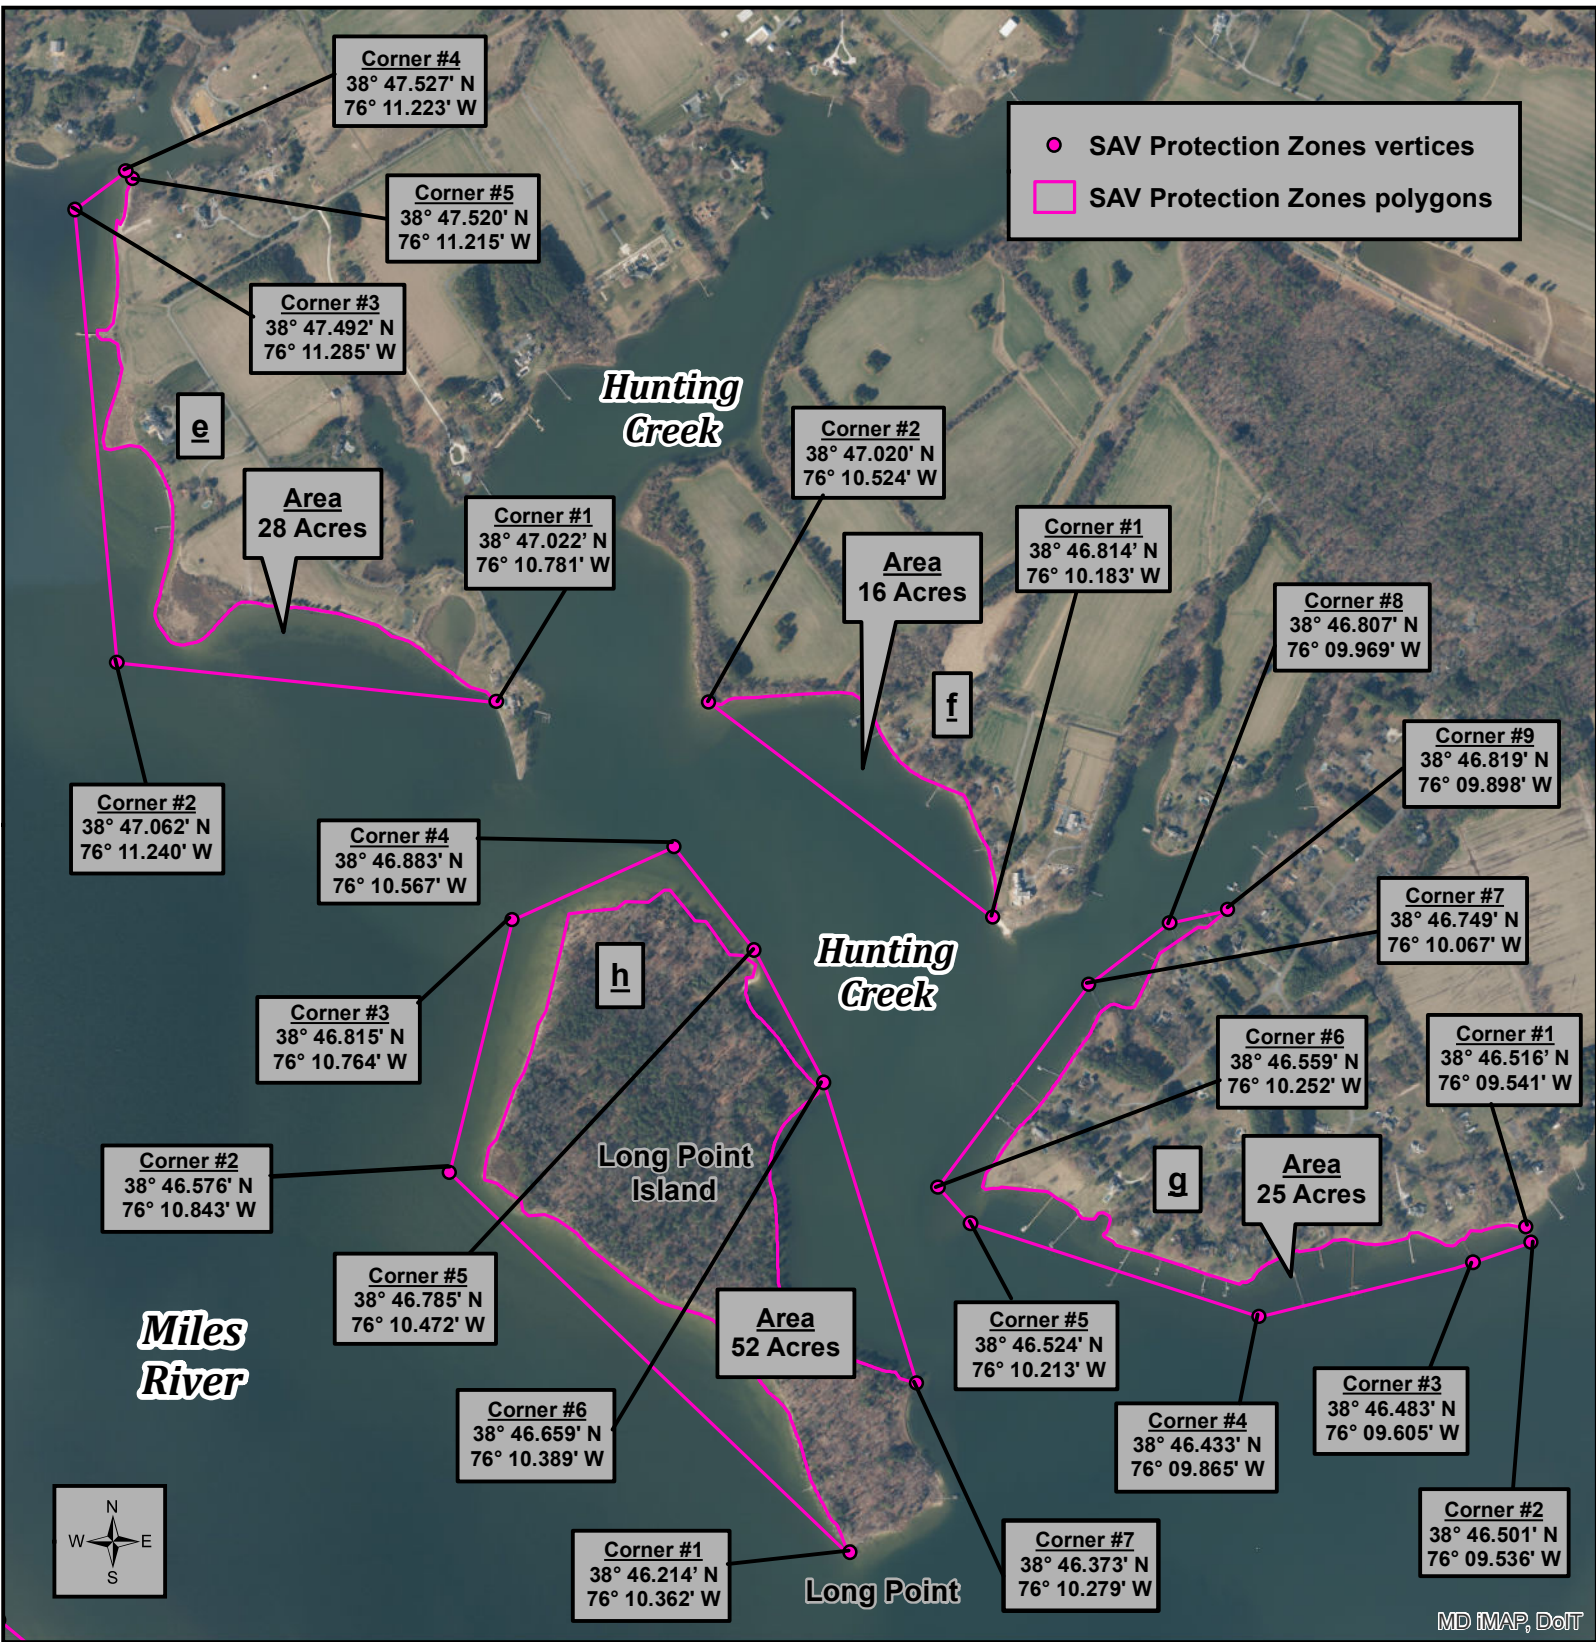 Corner #4
38° 47.527' N
76° 11.223' W
SAV Protection Zones vertices
SAV Protection Zones polygons
Corner #5
38° 47.520' N
76° 11.215' W
Corner #3
38° 47.492' N
76° 11.285' W
Hunting
Creek
e
Corner #2
38° 47.020' N
76° 10.524' W
Area
28 Acres
Corner #1
38° 47.022’ N
76° 10.781' W
Corner #1
38° 46.814’ N
76° 10.183' W
Area
16 Acres
Corner #8
38° 46.807' N
76° 09.969' W
f
Corner #9
38° 46.819' N
76° 09.898' W
Corner #2
38° 47.062' N
76° 11.240' W
Corner #4
38° 46.883' N
76° 10.567' W
Corner #7
38° 46.749' N
76° 10.067' W
Hunting
Creek
h
Corner #3
38° 46.815' N
76° 10.764' W
Corner #6
38° 46.559' N
76° 10.252' W
Corner #1
38° 46.516’ N
76° 09.541' W
Long Point
Island
Corner #2
38° 46.576' N
76° 10.843' W
g
Area
25 Acres
Corner #5
38° 46.785' N
76° 10.472' W
Miles
River
Area
52 Acres
Corner #5
38° 46.524' N
76° 10.213' W
Corner #3
38° 46.483' N
76° 09.605' W
Corner #6
38° 46.659' N
76° 10.389' W
Corner #4
38° 46.433' N
76° 09.865' W
Corner #2
38° 46.501' N
76° 09.536' W
N
W E
S
Corner #1
38° 46.214’ N
76° 10.362' W
Corner #7
38° 46.373' N
76° 10.279' W
Long Point
MD iMAP, DoIT